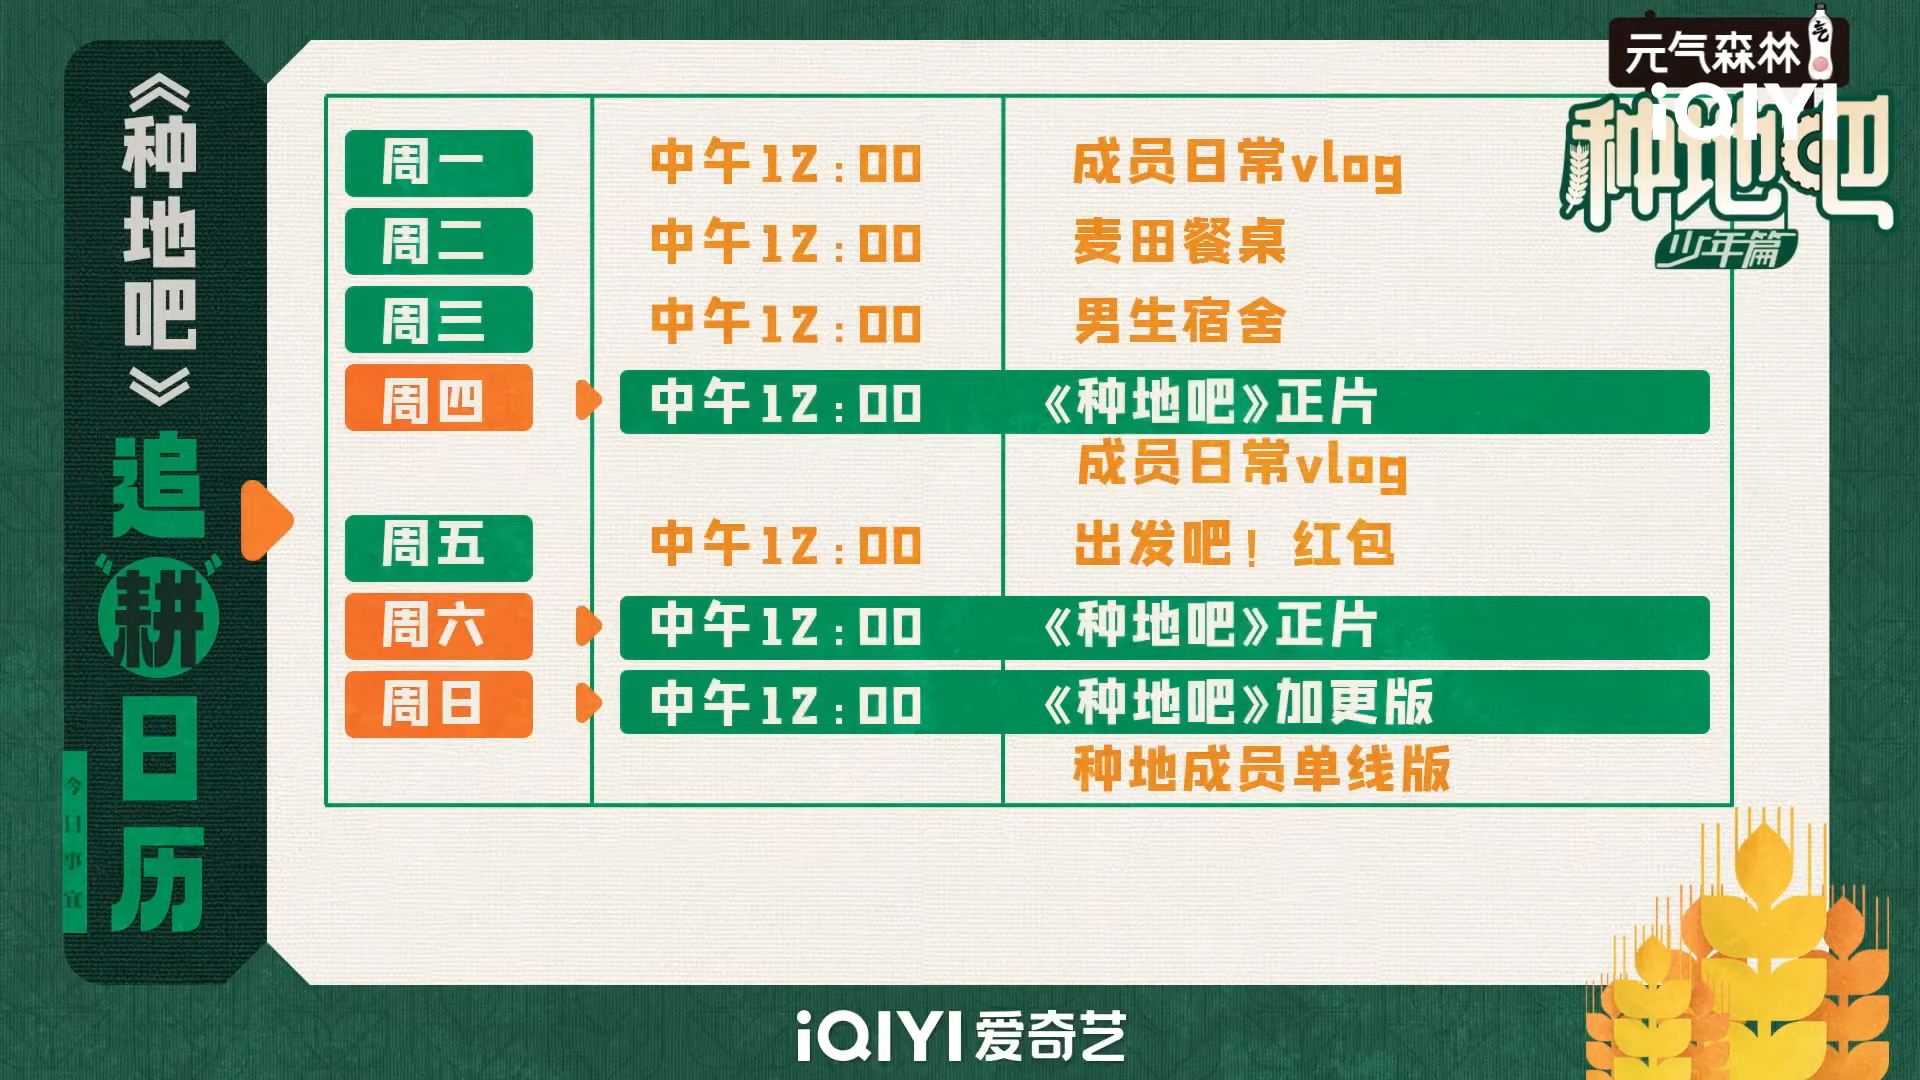 《种地吧》追耕日历
今日事宜
元气森林
气
iQIYI
种地吧
少年篇
周一 中午12:00 成员日常vlog
周二 中午12:00 麦田餐桌
周三 中午12:00 男生宿舍
周四 中午12:00 《种地吧》正片
成员日常vlog
周五 中午12:00 出发吧！红包
周六 中午12:00 《种地吧》正片
周日 中午12:00 《种地吧》加更版
种地成员单线版
iQIYI 爱奇艺